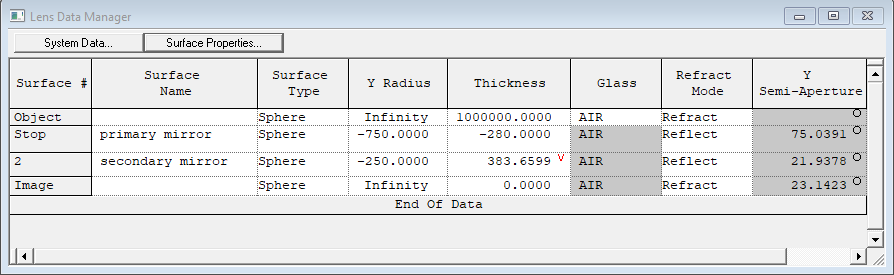 Lens Data Manager
System Data... Surface Properties...
Surface # Surface Name Surface Type Y Radius Thickness Glass Refract Mode Y Semi-Aperture
Object Sphere Infinity 1000000.0000 AIR Refract
Stop primary mirror Sphere -750.0000 -280.0000 AIR Reflect 75.0391
2 secondary mirror Sphere -250.0000 383.6599 V AIR Reflect 21.9378
Image Sphere Infinity 0.0000 AIR Refract 23.1423
End Of Data